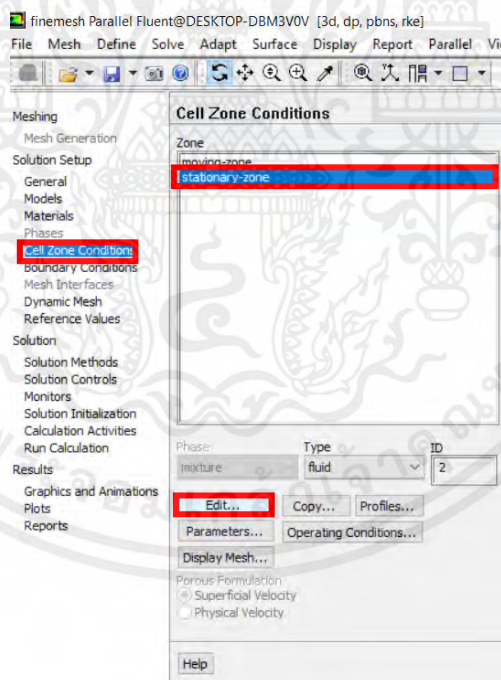 finemesh Parallel Fluent@DESKTOP-DBM3V0V [3d, dp, pbns, rke]
File Mesh Define Solve Adapt Surface Display Report Parallel
Meshing
Mesh Generation
Solution Setup
General
Models
Materials
Phases
Cell Zone Conditions
Boundary Conditions
Mesh Interfaces
Dynamic Mesh
Reference Values
Solution
Solution Methods
Solution Controls
Monitors
Solution Initialization
Calculation Activities
Run Calculation
Results
Graphics and Animations
Plots
Reports
Cell Zone Conditions
Zone
moving-zone
stationary-zone
Phase Type ID
mixture fluid 2
Edit... Copy... Profiles...
Parameters... Operating Conditions...
Display Mesh...
Porous Formulation
Superficial Velocity
Physical Velocity
Help